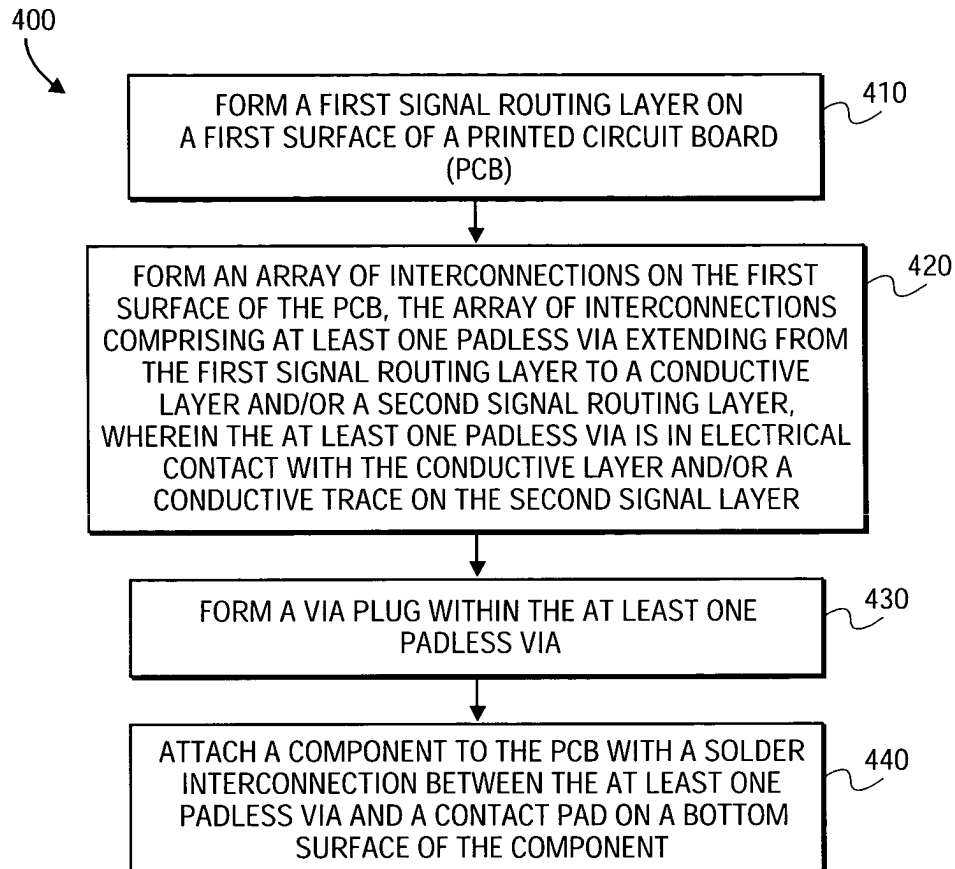 400
FORM A FIRST SIGNAL ROUTING LAYER ON
A FIRST SURFACE OF A PRINTED CIRCUIT BOARD
(PCB)
410
FORM AN ARRAY OF INTERCONNECTIONS ON THE FIRST
SURFACE OF THE PCB, THE ARRAY OF INTERCONNECTIONS
COMPRISING AT LEAST ONE PADLESS VIA EXTENDING FROM
THE FIRST SIGNAL ROUTING LAYER TO A CONDUCTIVE
LAYER AND/OR A SECOND SIGNAL ROUTING LAYER,
WHEREIN THE AT LEAST ONE PADLESS VIA IS IN ELECTRICAL
CONTACT WITH THE CONDUCTIVE LAYER AND/OR A
CONDUCTIVE TRACE ON THE SECOND SIGNAL LAYER
420
FORM A VIA PLUG WITHIN THE AT LEAST ONE
PADLESS VIA
430
ATTACH A COMPONENT TO THE PCB WITH A SOLDER
INTERCONNECTION BETWEEN THE AT LEAST ONE
PADLESS VIA AND A CONTACT PAD ON A BOTTOM
SURFACE OF THE COMPONENT
440